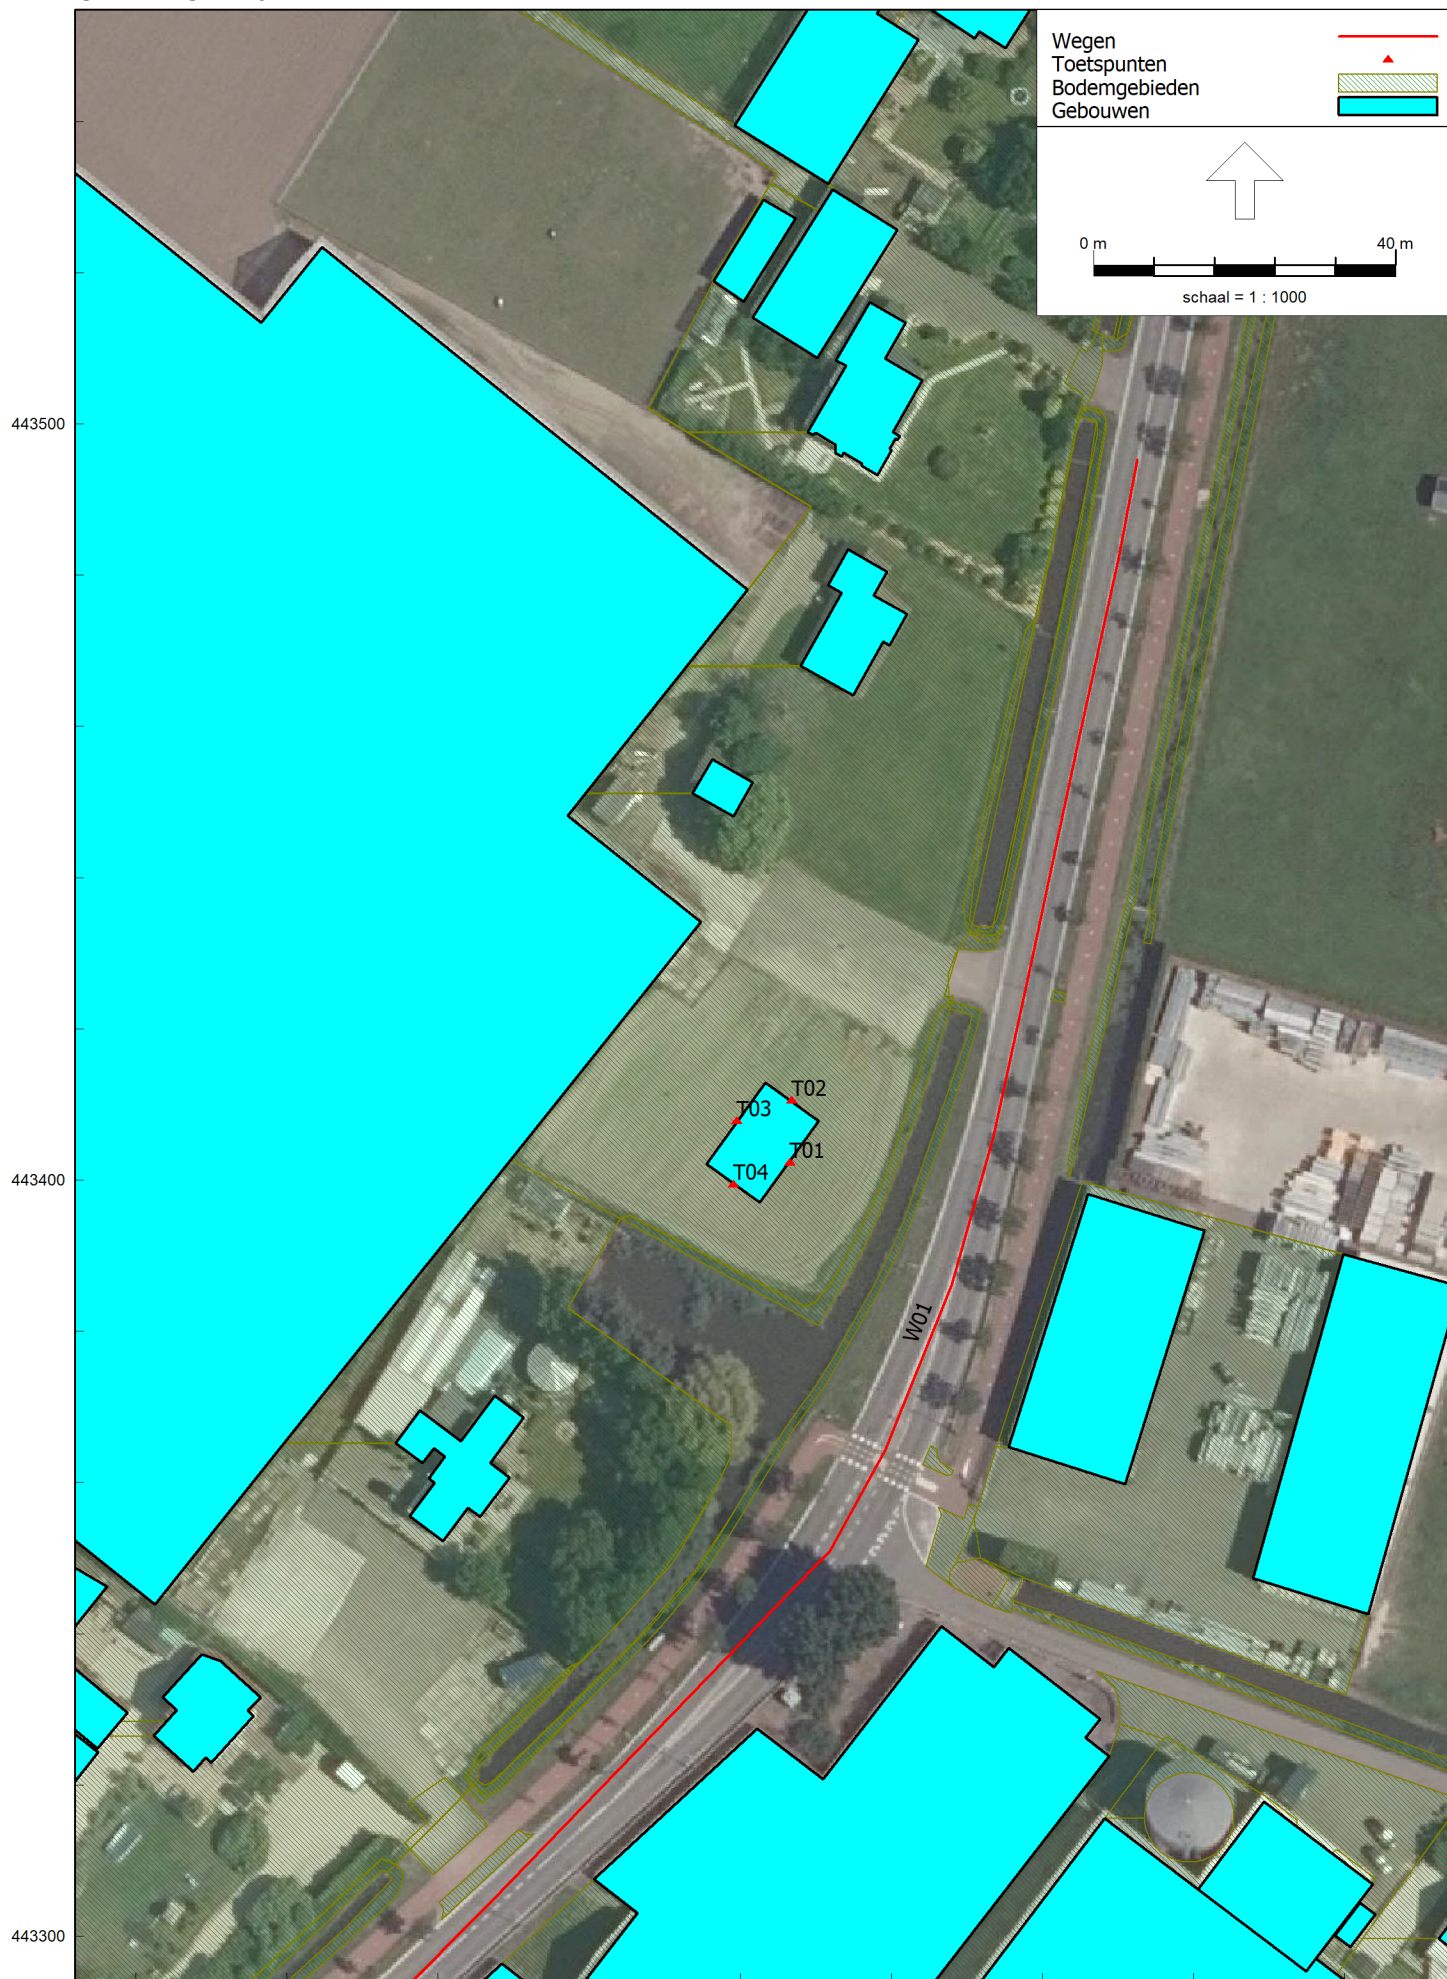 Wegen
Toetspunten
Bodemgebieden
Gebouwen
0 m
40 m
schaal = 1 : 1000
443500
T02
T03
T01
T04
443400
W01
443300